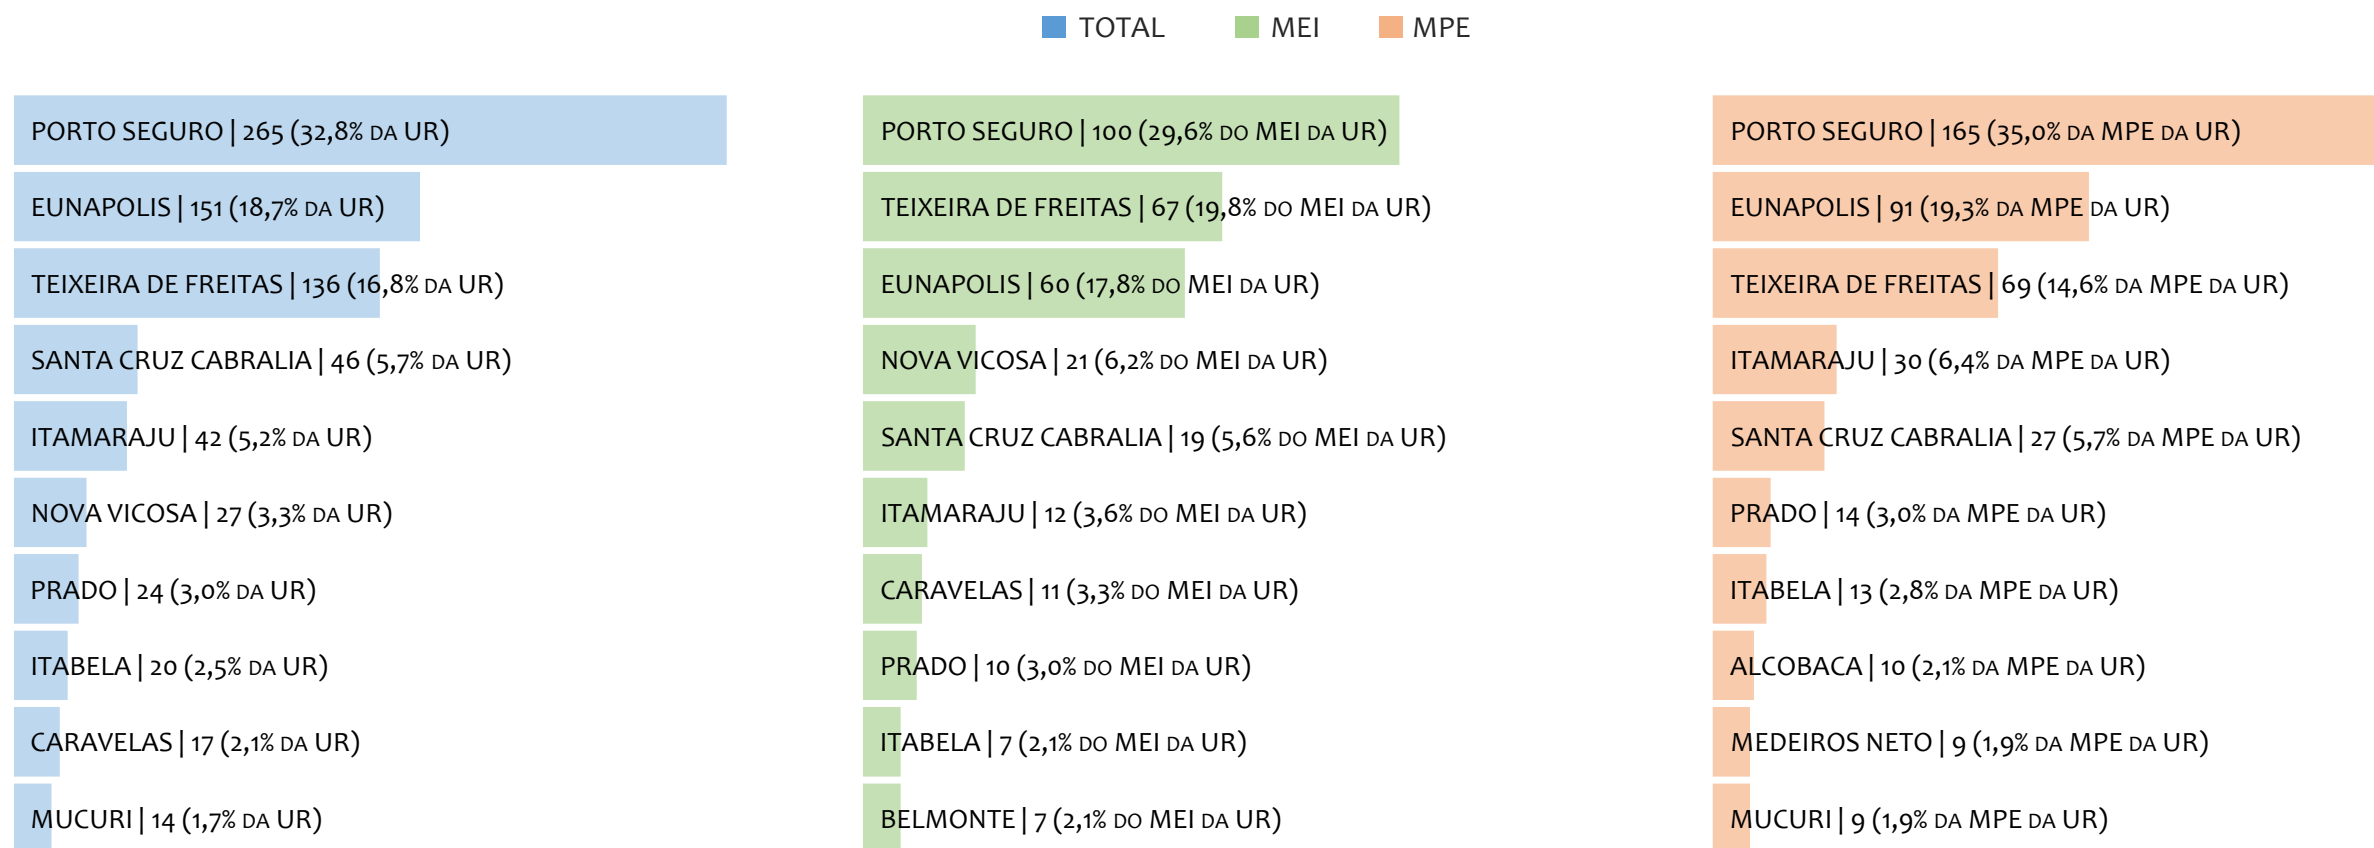 TOTAL MEI MPE
PORTO SEGURO | 265 (32,8% DA UR)
EUNAPOLIS | 151 (18,7% DA UR)
TEIXEIRA DE FREITAS | 136 (16,8% DA UR)
SANTA CRUZ CABRALIA | 46 (5,7% DA UR)
ITAMARAJU | 42 (5,2% DA UR)
NOVA VICOSA | 27 (3,3% DA UR)
PRADO | 24 (3,0% DA UR)
ITABELA | 20 (2,5% DA UR)
CARAVELAS | 17 (2,1% DA UR)
MUCURI | 14 (1,7% DA UR)
PORTO SEGURO | 100 (29,6% DO MEI DA UR)
TEIXEIRA DE FREITAS | 67 (19,8% DO MEI DA UR)
EUNAPOLIS | 60 (17,8% DO MEI DA UR)
NOVA VICOSA | 21 (6,2% DO MEI DA UR)
SANTA CRUZ CABRALIA | 19 (5,6% DO MEI DA UR)
ITAMARAJU | 12 (3,6% DO MEI DA UR)
CARAVELAS | 11 (3,3% DO MEI DA UR)
PRADO | 10 (3,0% DO MEI DA UR)
ITABELA | 7 (2,1% DO MEI DA UR)
BELMONTE | 7 (2,1% DO MEI DA UR)
PORTO SEGURO | 165 (35,0% DA MPE DA UR)
EUNAPOLIS | 91 (19,3% DA MPE DA UR)
TEIXEIRA DE FREITAS | 69 (14,6% DA MPE DA UR)
ITAMARAJU | 30 (6,4% DA MPE DA UR)
SANTA CRUZ CABRALIA | 27 (5,7% DA MPE DA UR)
PRADO | 14 (3,0% DA MPE DA UR)
ITABELA | 13 (2,8% DA MPE DA UR)
ALCOBACA | 10 (2,1% DA MPE DA UR)
MEDEIROS NETO | 9 (1,9% DA MPE DA UR)
MUCURI | 9 (1,9% DA MPE DA UR)